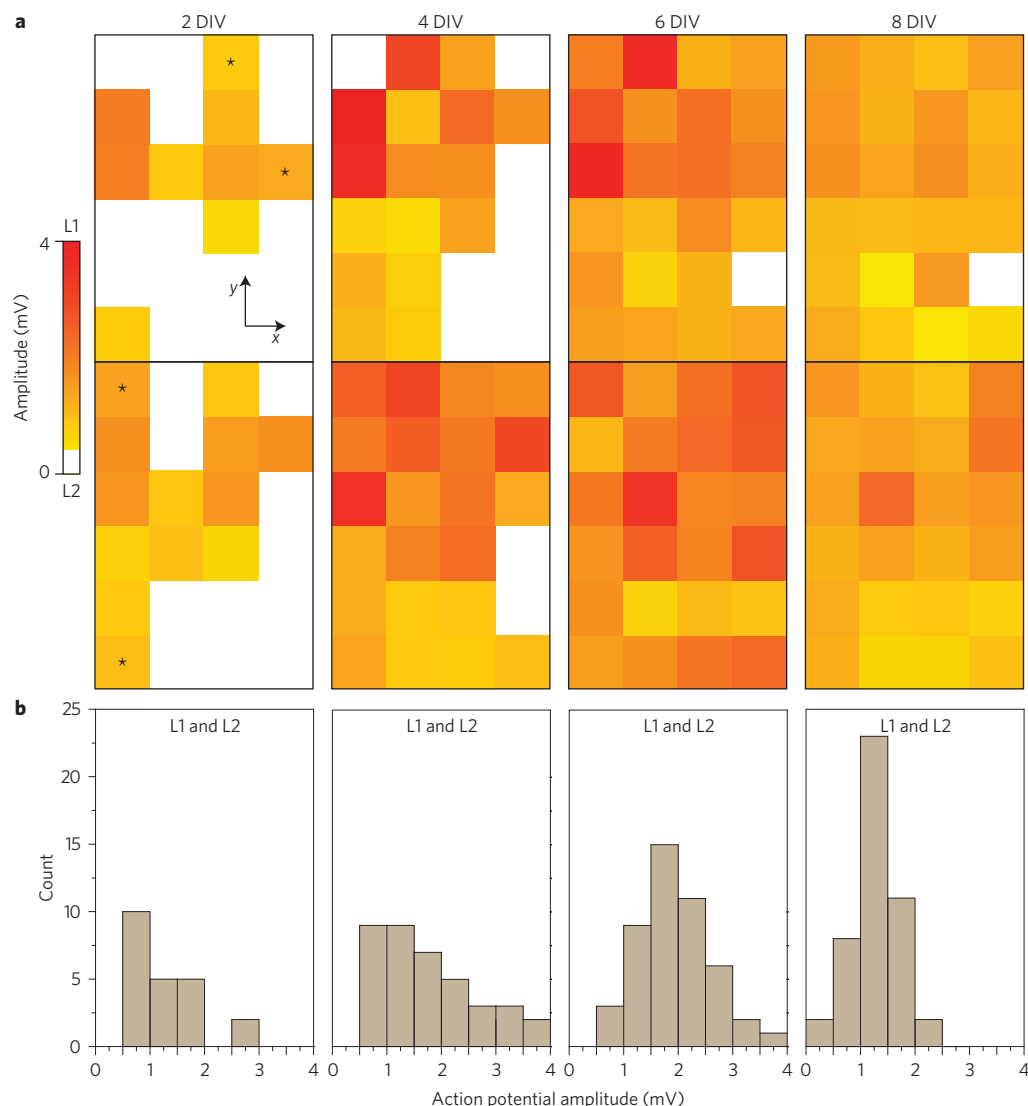 a
2 DIV
4 DIV
6 DIV
8 DIV
* 
*
y
x
L1
4
Amplitude (mV)
0
L2
*
*
b
25
20
15
10
5
0
Count
L1 and L2
L1 and L2
L1 and L2
L1 and L2
0 1 2 3 4
0 1 2 3 4
0 1 2 3 4
0 1 2 3 4
Action potential amplitude (mV)